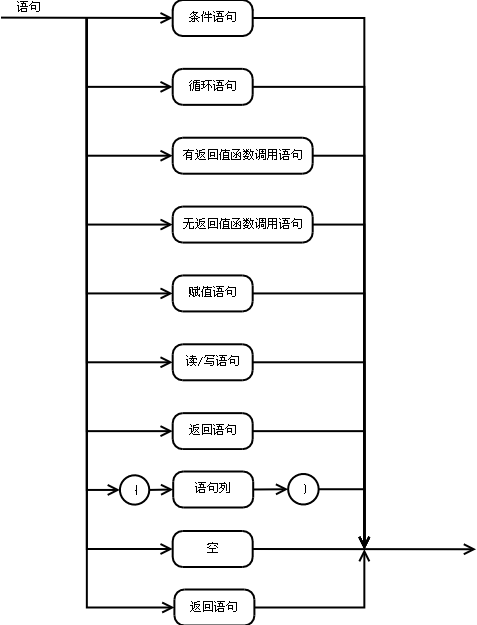 语句
条件语句
循环语句
有返回值函数调用语句
无返回值函数调用语句
赋值语句
读/写语句
返回语句
{ 语句列 }
空
返回语句